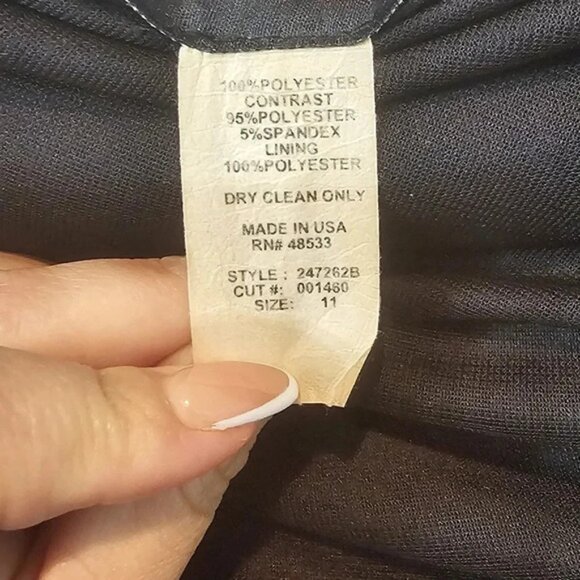 100%POLYESTER
CONTRAST
95%POLYESTER
5%SPANDEX
LINING
100%POLYESTER
DRY CLEAN ONLY
MADE IN USA
RN# 48533
STYLE : 247262B
CUT #: 001460
SIZE: 11